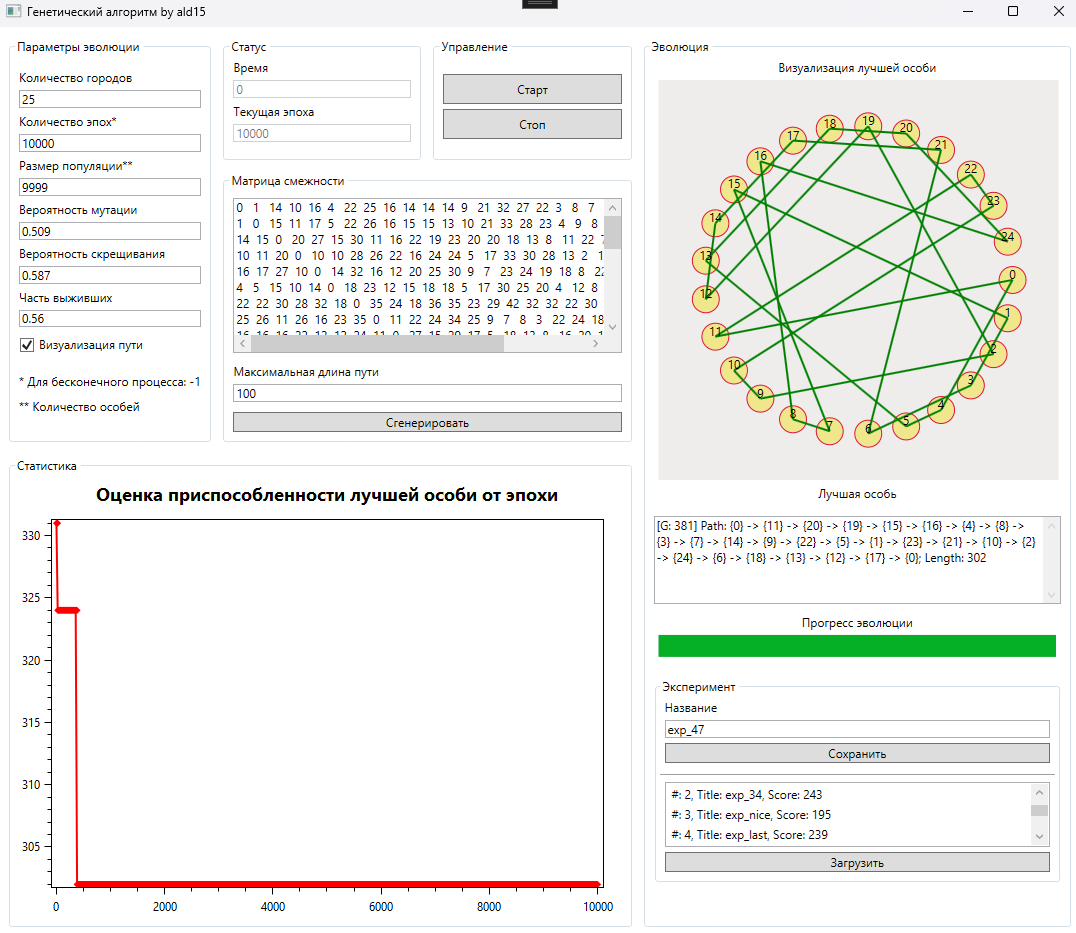 Генетический алгоритм by ald15
Параметры эволюции
Количество городов
25
Количество эпох*
10000
Размер популяции**
9999
Вероятность мутации
0.509
Вероятность скрещивания
0.587
Часть выживших
0.56
Визуализация пути
* Для бесконечного процесса: -1
** Количество особей
Статус
Время
0
Текущая эпоха
10000
Управление
Старт
Стоп
Матрица смежности
0 1 14 10 16 4 22 25 16 14 14 14 9 21 32 27 22 3 8 7
1 0 15 11 17 5 22 26 16 15 15 13 10 21 33 28 23 4 9 8
14 15 0 20 27 15 30 11 16 22 19 23 20 20 18 13 8 11 22
10 11 20 0 10 10 28 26 22 16 24 24 5 17 33 30 28 13 2
16 17 27 10 0 14 32 16 12 20 25 30 9 7 23 24 19 18 8
4 5 15 10 14 0 18 23 12 15 18 18 5 17 30 25 20 4 12 8
22 22 30 28 32 18 0 35 24 18 36 35 23 29 42 32 32 22 30
25 26 11 26 16 23 35 0 11 22 24 34 25 9 7 8 3 22 24 18
Максимальная длина пути
100
Сгенерировать
Эволюция
Визуализация лучшей особи
19
18
20
17
21
16
22
15
23
14
24
13
0
12
1
11
2
10
3
9
4
8
5
7
6
Лучшая особь
[G: 381] Path: {0} -> {11} -> {20} -> {19} -> {15} -> {16} -> {4} -> {8} ->
{3} -> {7} -> {14} -> {9} -> {22} -> {5} -> {1} -> {23} -> {21} -> {10} -> {2}
-> {24} -> {6} -> {18} -> {13} -> {12} -> {17} -> {0}; Length: 302
Прогресс эволюции
Эксперимент
Название
exp_47
Сохранить
#: 2, Title: exp_34, Score: 243
#: 3, Title: exp_nice, Score: 195
#: 4, Title: exp_last, Score: 239
Загрузить
Статистика
Оценка приспособленности лучшей особи от эпохи
330
325
320
315
310
305
0 2000 4000 6000 8000 10000